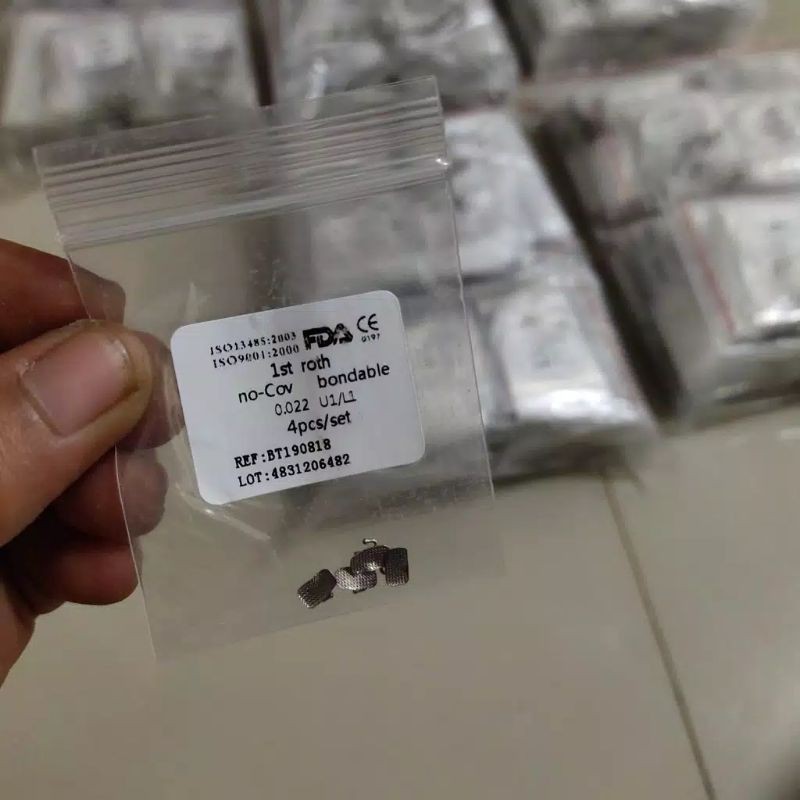 ISO13485:2003
ISO9001:2000
FDA CE
0197
1st roth
no-Cov bondable
0.022 U1/L1
4pcs/set
REF:BT190818
LOT:4831206482